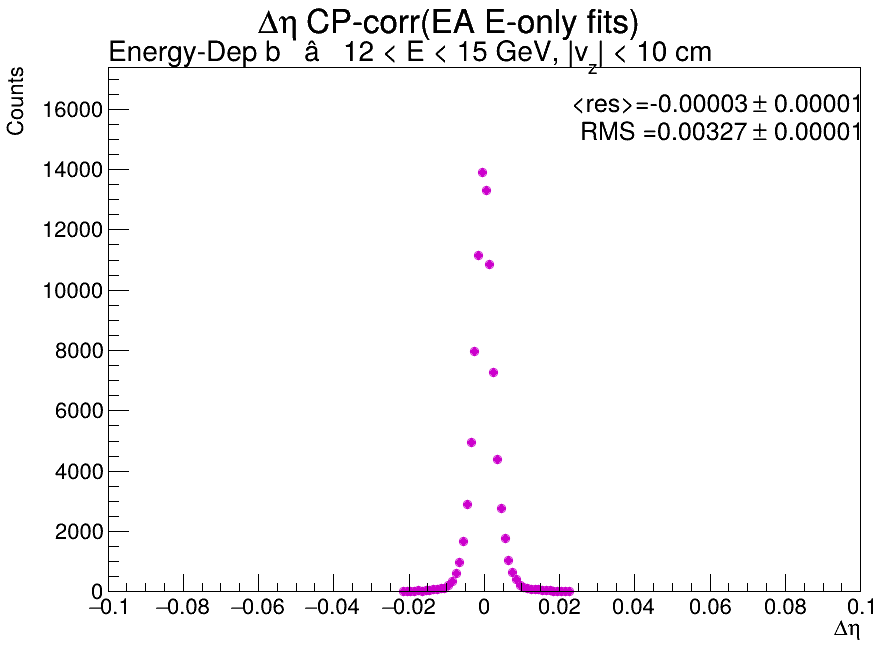 Δη CP-corr(EA E-only fits)
Energy-Dep b â 12 < E < 15 GeV, |v_z| < 10 cm
Counts
<res>=-0.00003 ± 0.00001
RMS =0.00327 ± 0.00001
16000
14000
12000
10000
8000
6000
4000
2000
0
−0.1 −0.08 −0.06 −0.04 −0.02 0 0.02 0.04 0.06 0.08 0.1
Δη